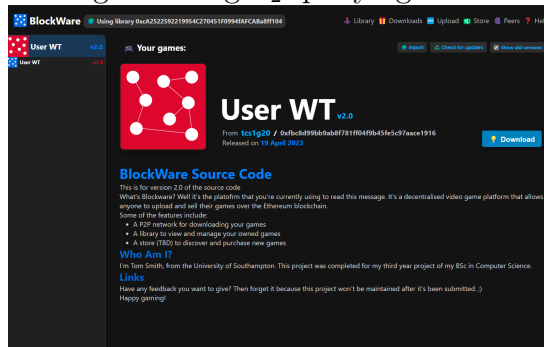 BlockWare Using library 0xCA2522592219954C270451F0994fAFCABa8ff104 Library Downloads Upload Store Peers ? Hel
User WT v2.0
User WT v1.0
Your games:
Import Check for updates Show old versions
User WT v2.0
From tcs1g20 / 0xfbc8d99bb9ab8f781ff04f9b45fe5c97aace1916
Released on 19 April 2023
Download
BlockWare Source Code
This is for version 2.0 of the source code
What's Blockware? Well it's the platofrm that you're currently using to read this message. It's a decentralised video game platform that allows
anyone to upload and sell their games over the Ethereum blockchain.
Some of the features include:
• A P2P network for downloading your games
• A library to view and manage your owned games
• A store (TBD) to discover and purchase new games
Who Am I?
I'm Tom Smith, from the University of Southampton. This project was completed for my third year project of my BSc in Computer Science.
Links
Have any feedback you want to give? Then forget it because this project won't be maintained after it's been submitted. ;)
Happy gaming!